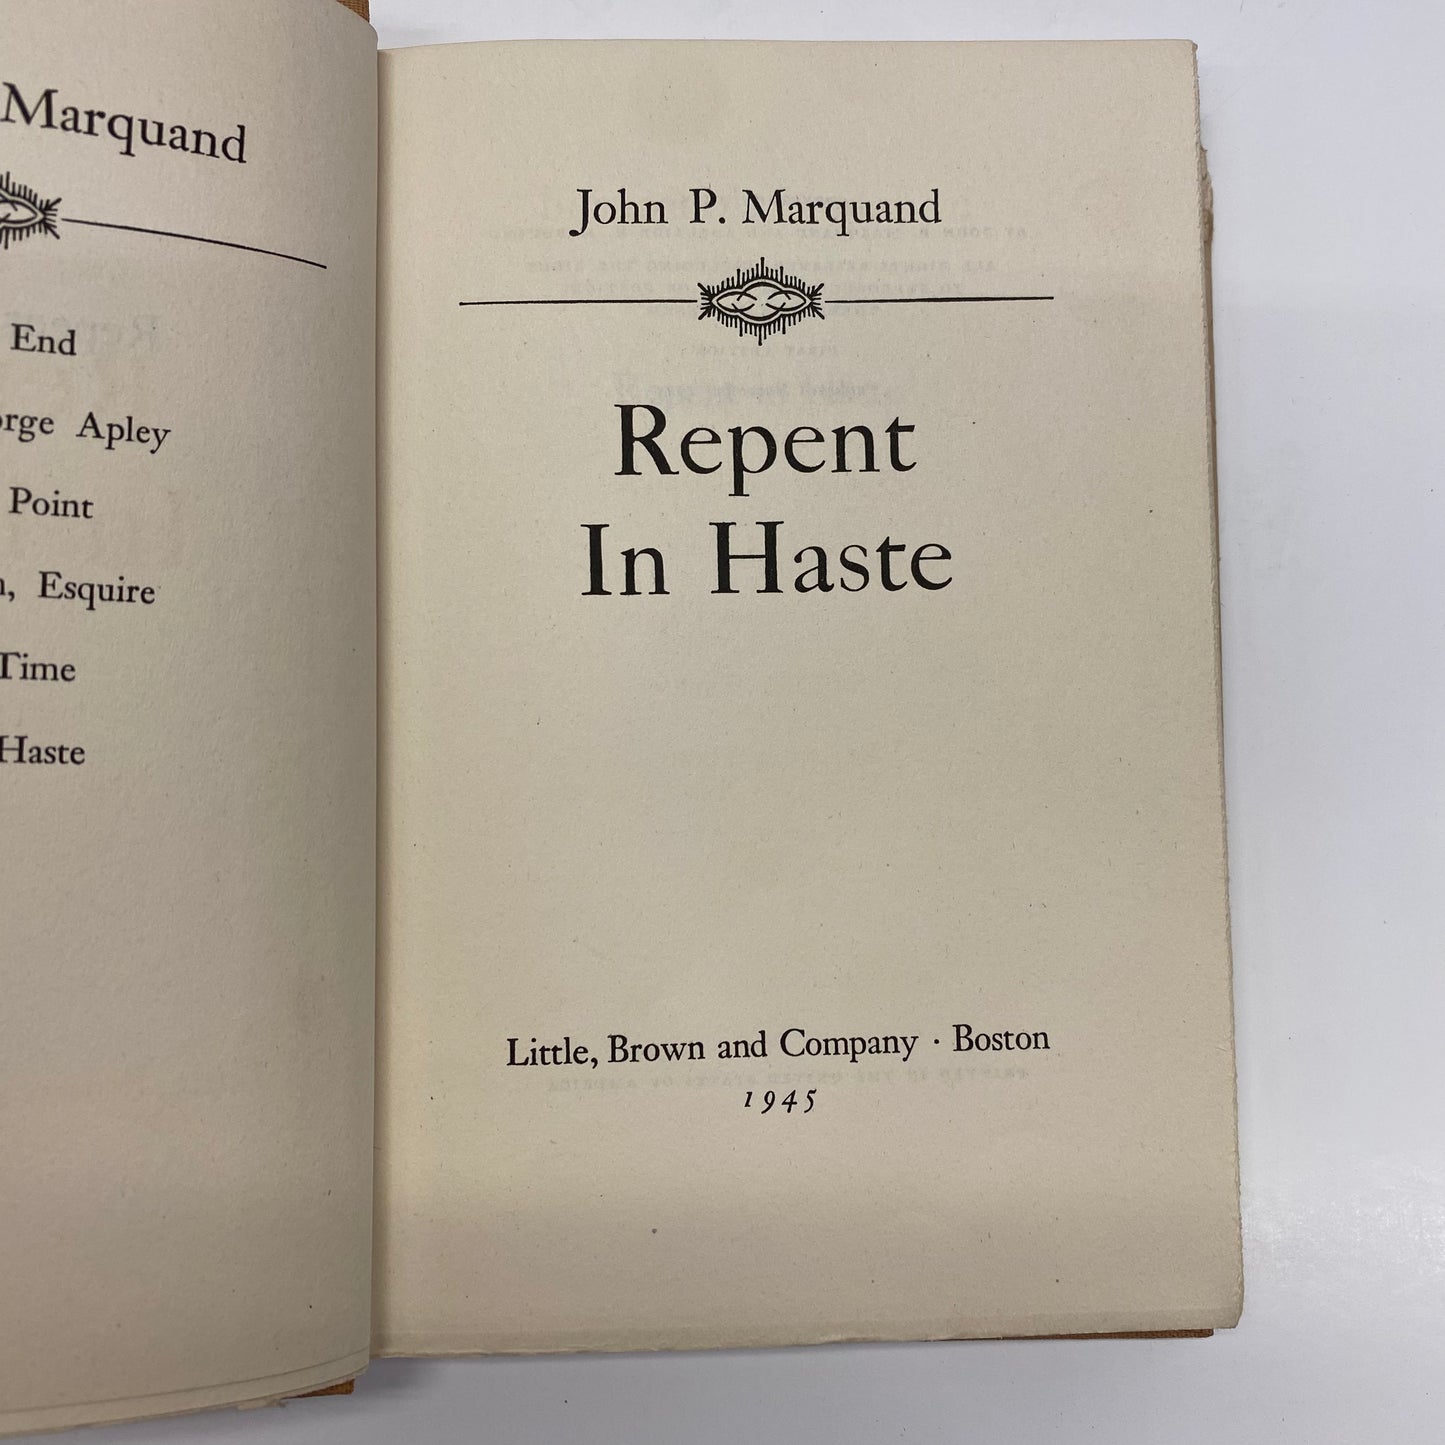 Marquand
End
orge Apley
Point
n, Esquire
Time
Haste
John P. Marquand
Repent
In Haste
Little, Brown and Company · Boston
1945